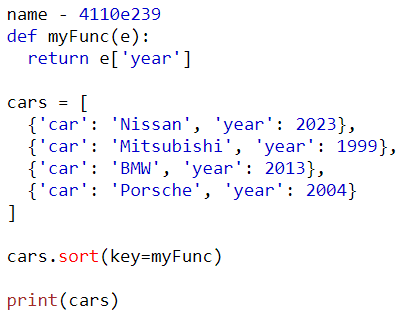 name - 4110e239
def myFunc(e):
  return e['year']

cars = [
  {'car': 'Nissan', 'year': 2023},
  {'car': 'Mitsubishi', 'year': 1999},
  {'car': 'BMW', 'year': 2013},
  {'car': 'Porsche', 'year': 2004}
]

cars.sort(key=myFunc)

print(cars)